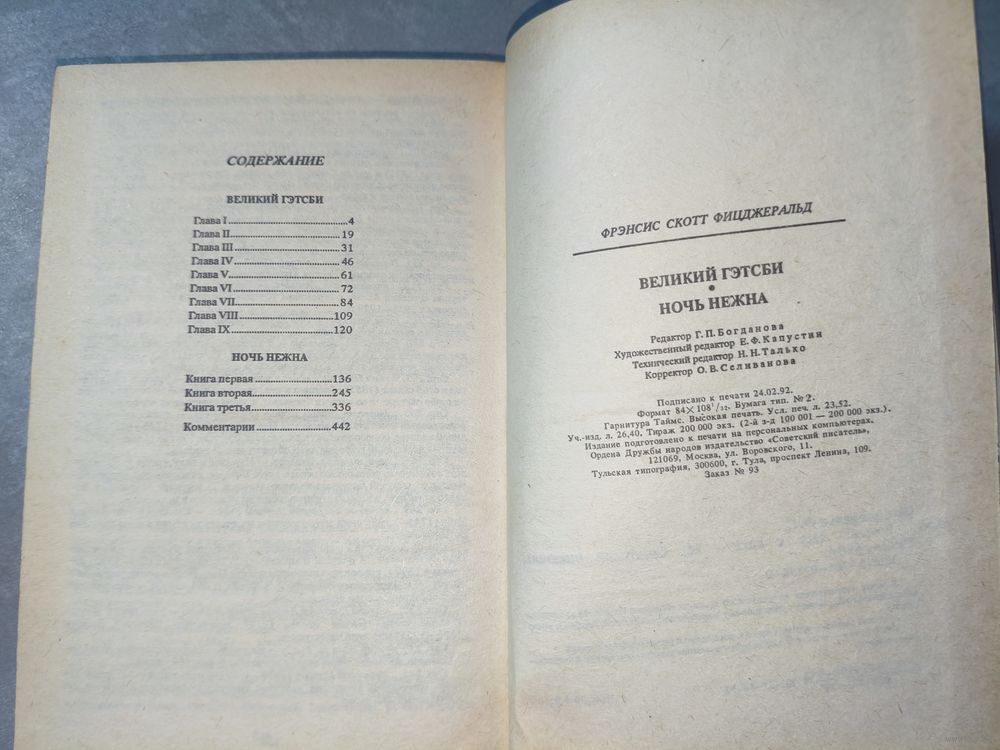 СОДЕРЖАНИЕ
ВЕЛИКИЙ ГЭТСБИ
Глава I 4
Глава II 19
Глава III 31
Глава IV 46
Глава V 61
Глава VI 72
Глава VII 84
Глава VIII 109
Глава IX 120
НОЧЬ НЕЖНА
Книга первая 136
Книга вторая 245
Книга третья 336
Комментарии 442
ФРЭНСИС СКОТТ ФИЦДЖЕРАЛЬД
ВЕЛИКИЙ ГЭТСБИ
•
НОЧЬ НЕЖНА
Редактор Г. П. Богданова
Художественный редактор Е. Ф. Капустин
Технический редактор Н. Н. Талько
Корректор О. В. Селиванова
Подписано к печати 24.02.92.
Формат 84×108¹/₃₂. Бумага тип. № 2.
Гарнитура Таймс. Высокая печать. Усл. печ. л. 23,52.
Уч.-изд. л. 26,40. Тираж 200 000 экз. (2-й з-д 100 001 — 200 000 экз.).
Издание подготовлено к печати на персональных компьютерах.
Ордена Дружбы народов издательство «Советский писатель»,
121069, Москва, ул. Воровского, 11.
Тульская типография, 300600, г. Тула, проспект Ленина, 109.
Заказ № 93